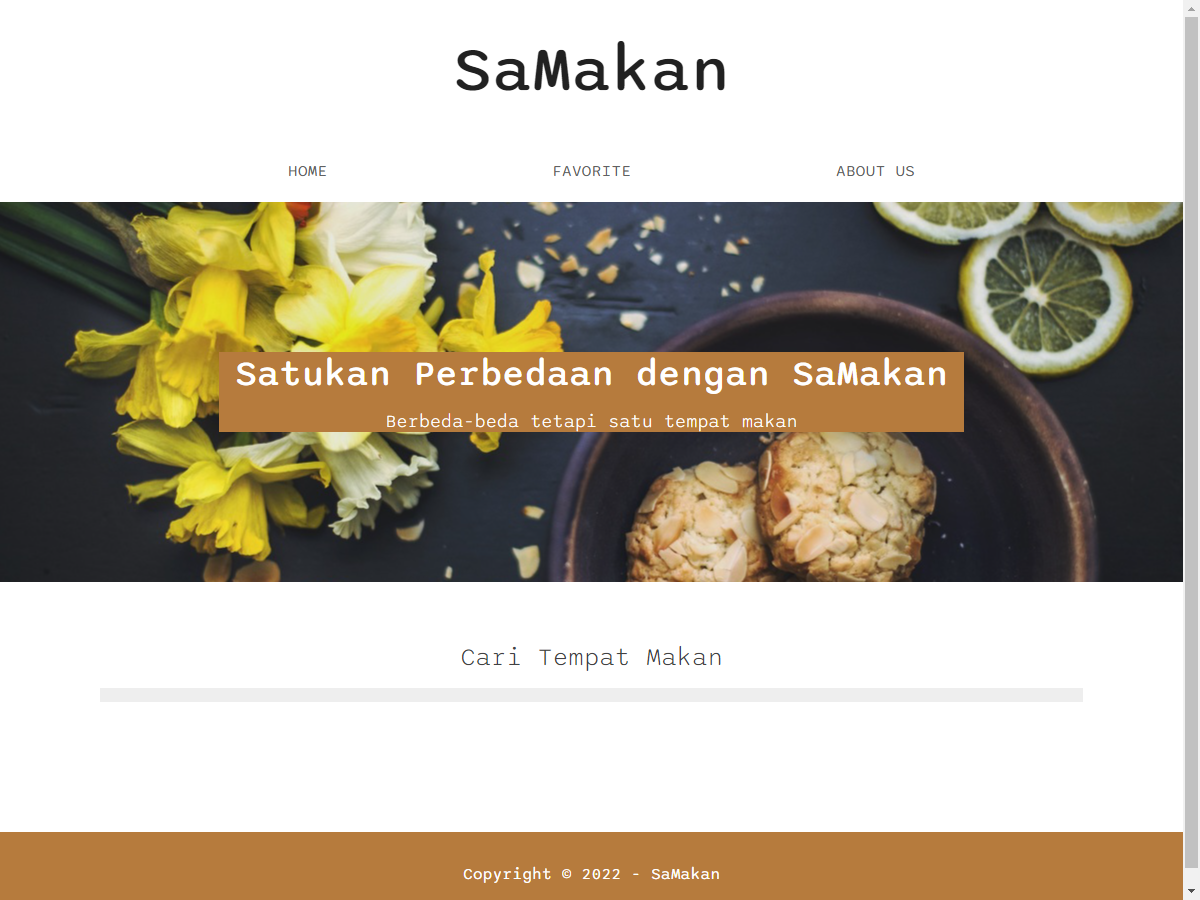 SaMakan
HOME FAVORITE ABOUT US
Satukan Perbedaan dengan SaMakan
Berbeda-beda tetapi satu tempat makan
Cari Tempat Makan
Copyright © 2022 - SaMakan